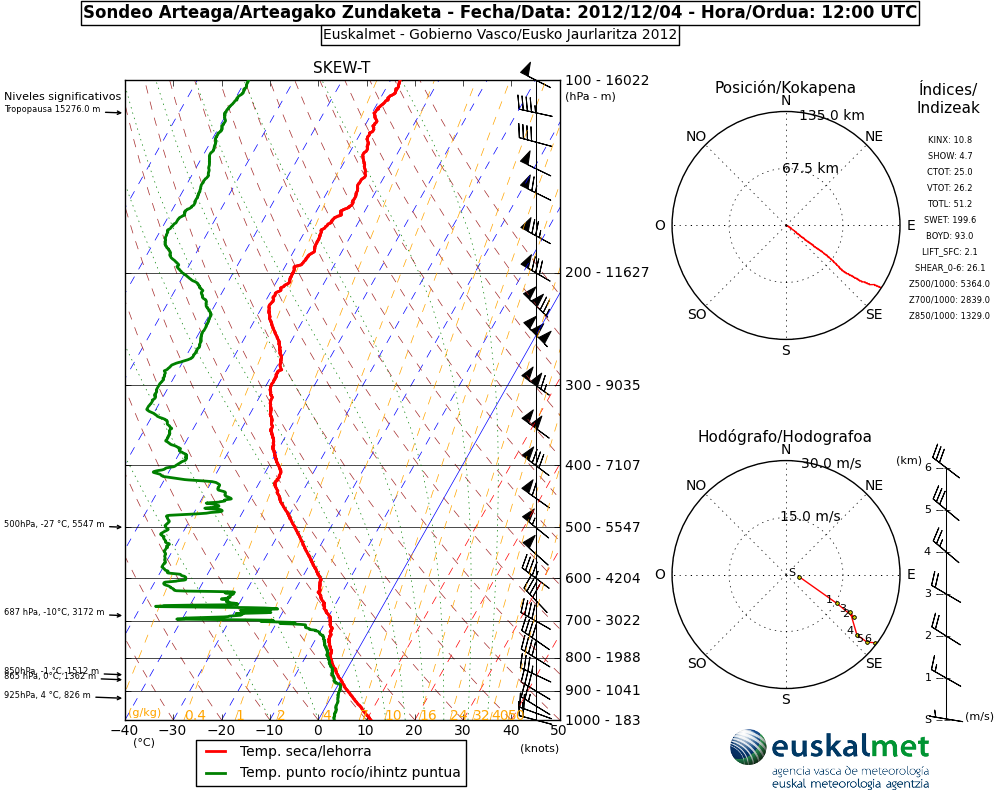 Sondeo Arteaga/Arteagako Zundaketa - Fecha/Data: 2012/12/04 - Hora/Ordua: 12:00 UTC
Euskalmet - Gobierno Vasco/Eusko Jaurlaritza 2012
SKEW-T
Niveles significativos
Tropopausa 15276.0 m
500hPa, -27 °C, 5547 m
687 hPa, -10°C, 3172 m
850hPa, -1 °C, 1512 m
865 hPa, 0°C, 1362 m
925hPa, 4 °C, 826 m
100 - 16022
(hPa - m)
200 - 11627
300 - 9035
400 - 7107
500 - 5547
600 - 4204
700 - 3022
800 - 1988
900 - 1041
1000 - 183
(g/kg) 0.4 1 2 4 10 16 24 32 40 50
−40 −30 −20 −10 0 10 20 30 40 50
(°C)
(knots)
Temp. seca/lehorra
Temp. punto rocío/ihintz puntua
Posición/Kokapena
N
135.0 km
NO
NE
67.5 km
O
E
SO
SE
S
Índices/
Indizeak
KINX: 10.8
SHOW: 4.7
CTOT: 25.0
VTOT: 26.2
TOTL: 51.2
SWET: 199.6
BOYD: 93.0
LIFT_SFC: 2.1
SHEAR_0-6: 26.1
Z500/1000: 5364.0
Z700/1000: 2839.0
Z850/1000: 1329.0
Hodógrafo/Hodografoa
N
30.0 m/s
NO
NE
15.0 m/s
O
E
S
1
3
2
4
5
6
SO
SE
S
(km)
6
5
4
3
2
1
S
(m/s)
euskalmet
agencia vasca de meteorología
euskal meteorologia agentzia